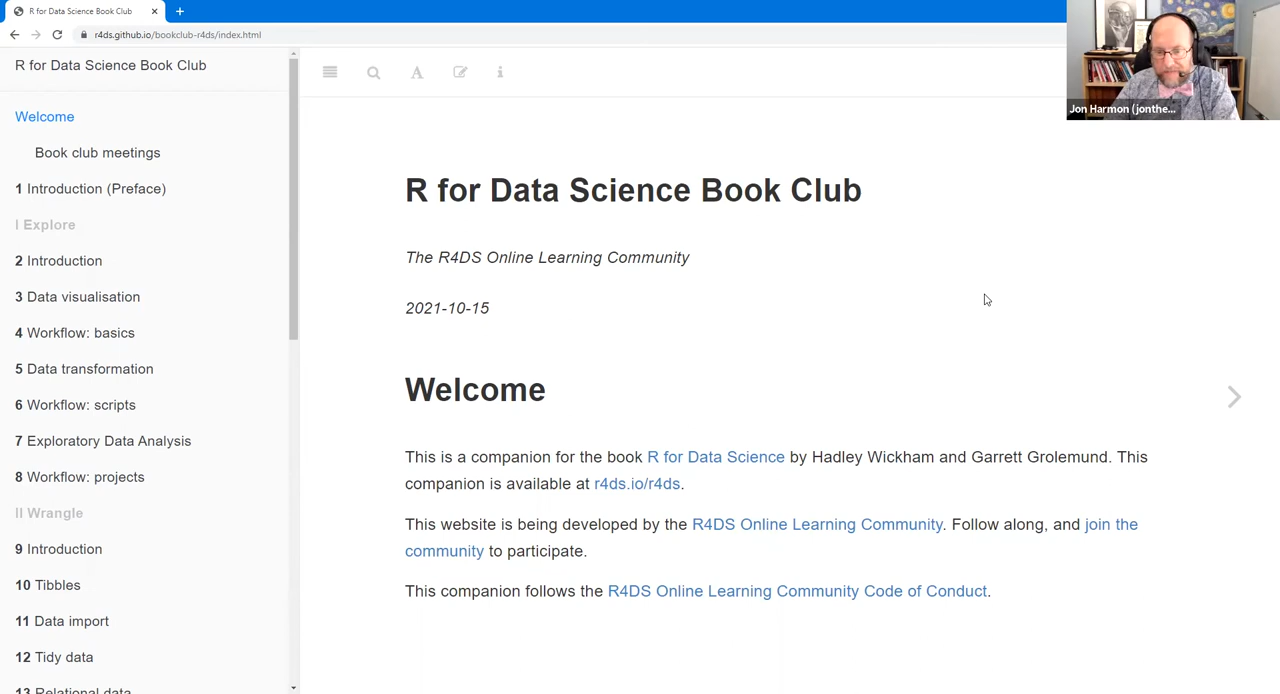 R for Data Science Book Club
r4ds.github.io/bookclub-r4ds/index.html
R for Data Science Book Club
Welcome
Book club meetings
1 Introduction (Preface)
I Explore
2 Introduction
3 Data visualisation
4 Workflow: basics
5 Data transformation
6 Workflow: scripts
7 Exploratory Data Analysis
8 Workflow: projects
II Wrangle
9 Introduction
10 Tibbles
11 Data import
12 Tidy data
13 Relational data
R for Data Science Book Club
The R4DS Online Learning Community
2021-10-15
Welcome
This is a companion for the book R for Data Science by Hadley Wickham and Garrett Grolemund. This
companion is available at r4ds.io/r4ds.
This website is being developed by the R4DS Online Learning Community. Follow along, and join the
community to participate.
This companion follows the R4DS Online Learning Community Code of Conduct.
Jon Harmon (jonthe...